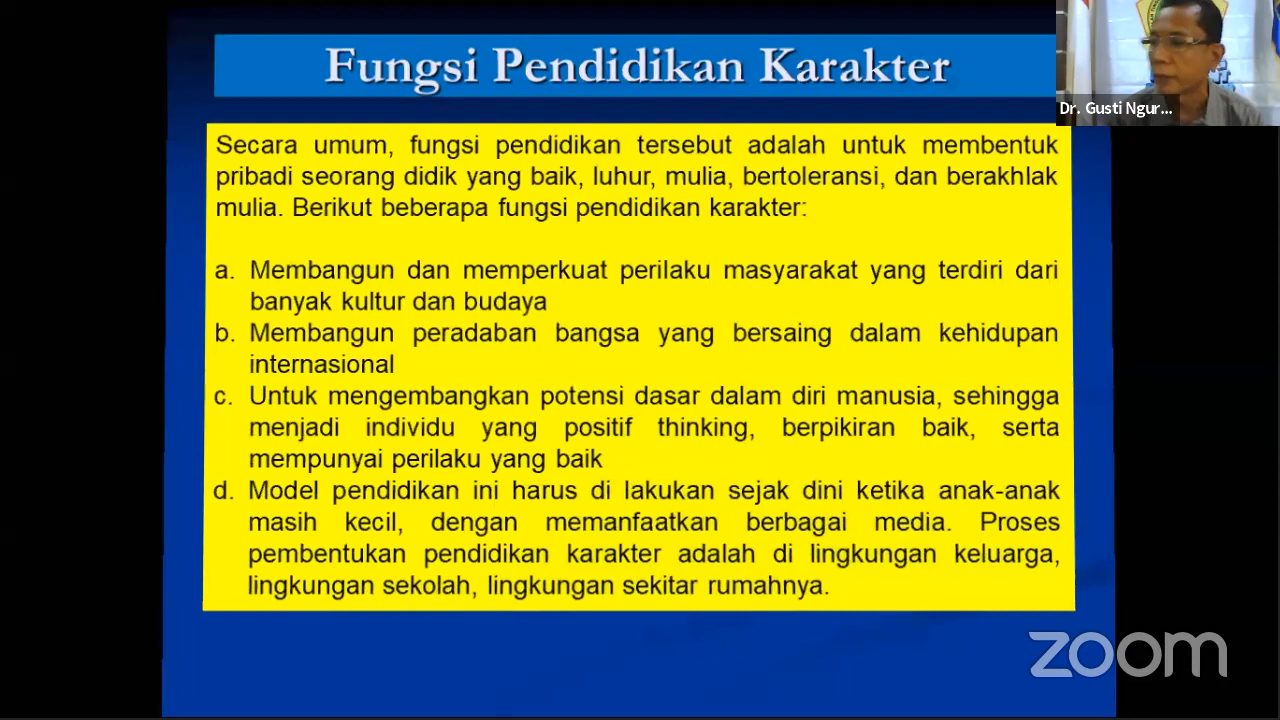 Fungsi Pendidikan Karakter
Dr. Gusti Ngur...
Secara umum, fungsi pendidikan tersebut adalah untuk membentuk
pribadi seorang didik yang baik, luhur, mulia, bertoleransi, dan berakhlak
mulia. Berikut beberapa fungsi pendidikan karakter:
a. Membangun dan memperkuat perilaku masyarakat yang terdiri dari
banyak kultur dan budaya
b. Membangun peradaban bangsa yang bersaing dalam kehidupan
internasional
c. Untuk mengembangkan potensi dasar dalam diri manusia, sehingga
menjadi individu yang positif thinking, berpikiran baik, serta
mempunyai perilaku yang baik
d. Model pendidikan ini harus di lakukan sejak dini ketika anak-anak
masih kecil, dengan memanfaatkan berbagai media. Proses
pembentukan pendidikan karakter adalah di lingkungan keluarga,
lingkungan sekolah, lingkungan sekitar rumahnya.
zoom